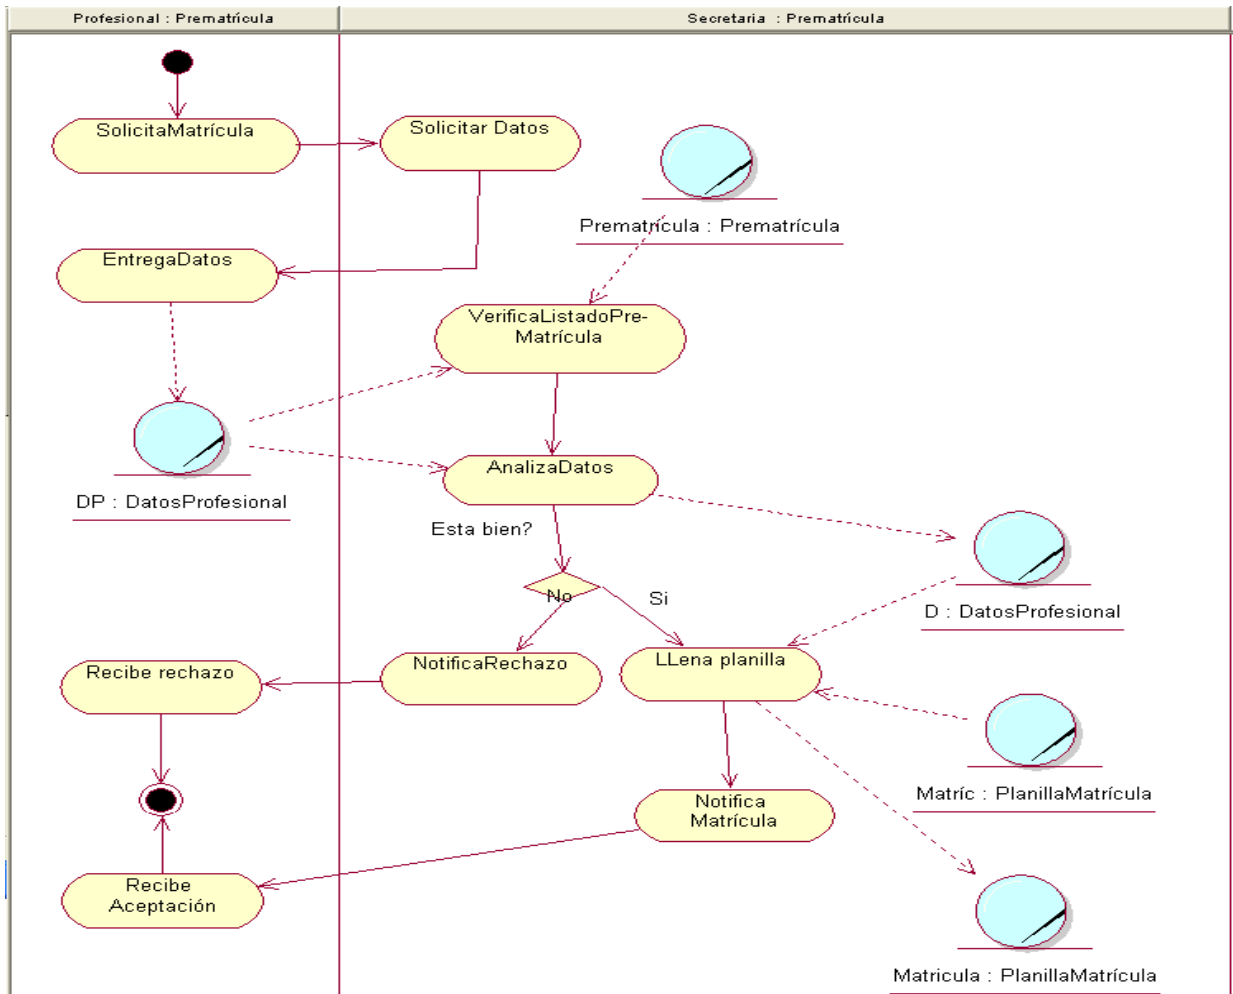 Profesional : Prematrícula
Secretaria : Prematrícula
SolicitaMatrícula
Solicitar Datos
Prematrícula : Prematrícula
EntregaDatos
VerificaListadoPre-
Matrícula
AnalizaDatos
DP : DatosProfesional
Esta bien?
No
Si
D : DatosProfesional
Recibe rechazo
NotificaRechazo
LLena planilla
Matríc : PlanillaMatrícula
Notifica
Matrícula
Recibe
Aceptación
Matricula : PlanillaMatrícula